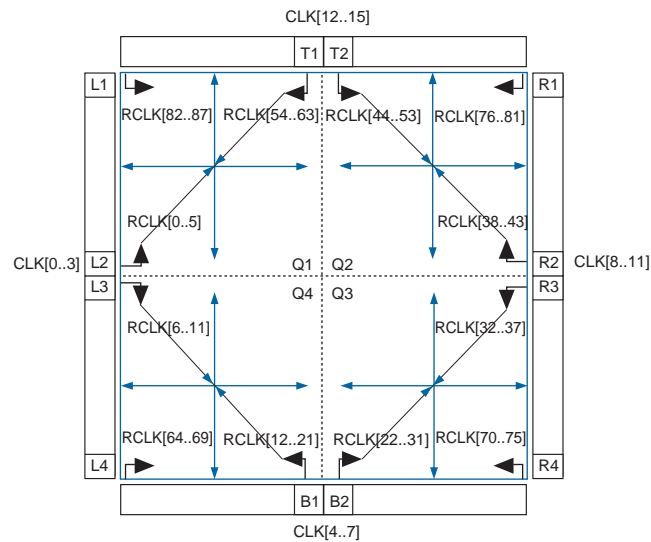 CLK[12..15]
T1 T2
L1 R1
RCLK[82..87] RCLK[54..63] RCLK[44..53] RCLK[76..81]
RCLK[0..5] RCLK[38..43]
CLK[0..3] L2 Q1 Q2 R2 CLK[8..11]
L3 Q4 Q3 R3
RCLK[6..11] RCLK[32..37]
RCLK[64..69] RCLK[12..21] RCLK[22..31] RCLK[70..75]
L4 R4
B1 B2
CLK[4..7]